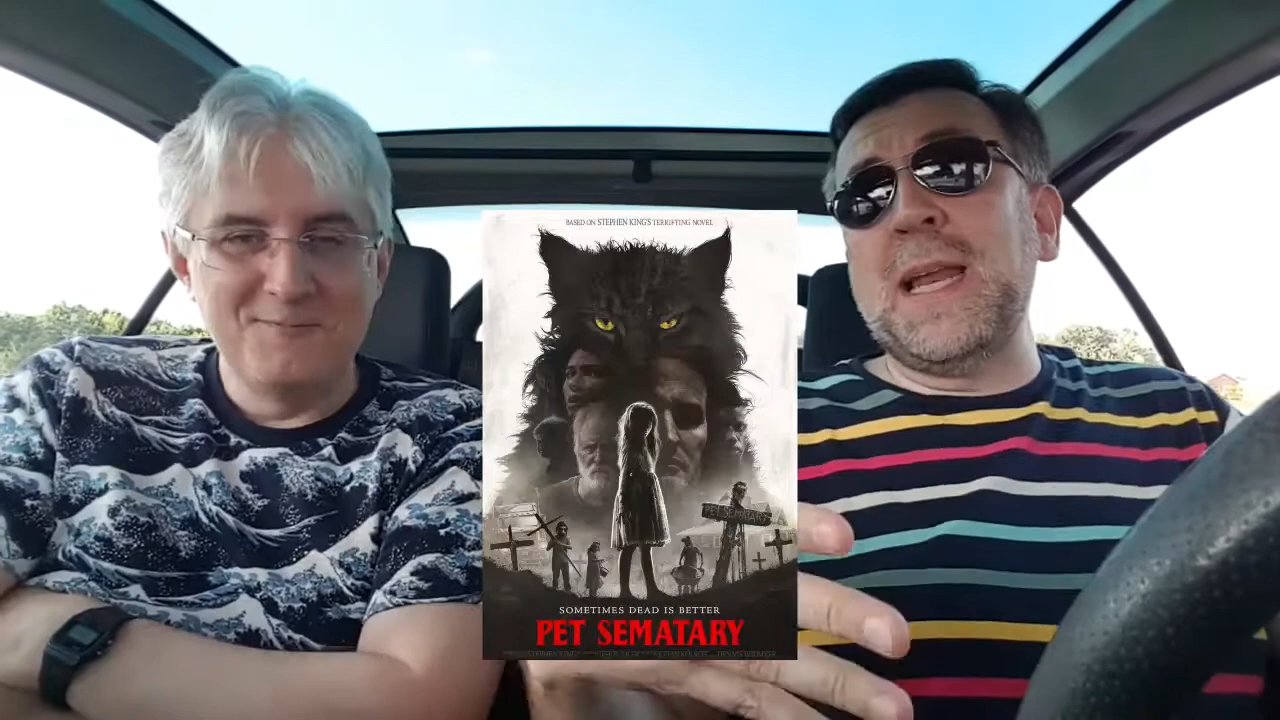 BASED ON STEPHEN KING'S TERRIFYING NOVEL
SOMETIMES DEAD IS BETTER
PET SEMATARY